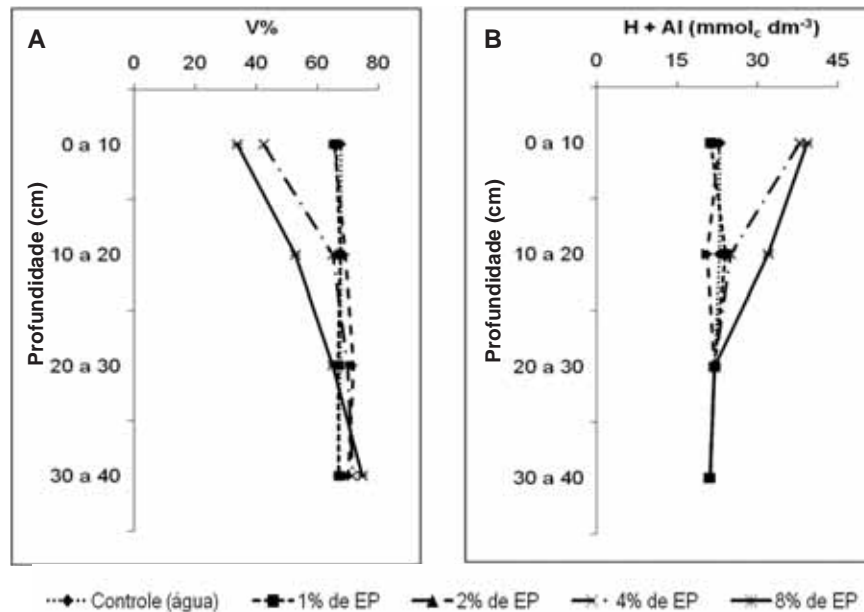 A
V%
0 20 40 60 80
Profundidade (cm)
0 a 10
10 a 20
20 a 30
30 a 40
B
H + Al (mmolc dm-3)
0 15 30 45
Profundidade (cm)
0 a 10
10 a 20
20 a 30
30 a 40
Controle (água) 1% de EP 2% de EP 4% de EP 8% de EP